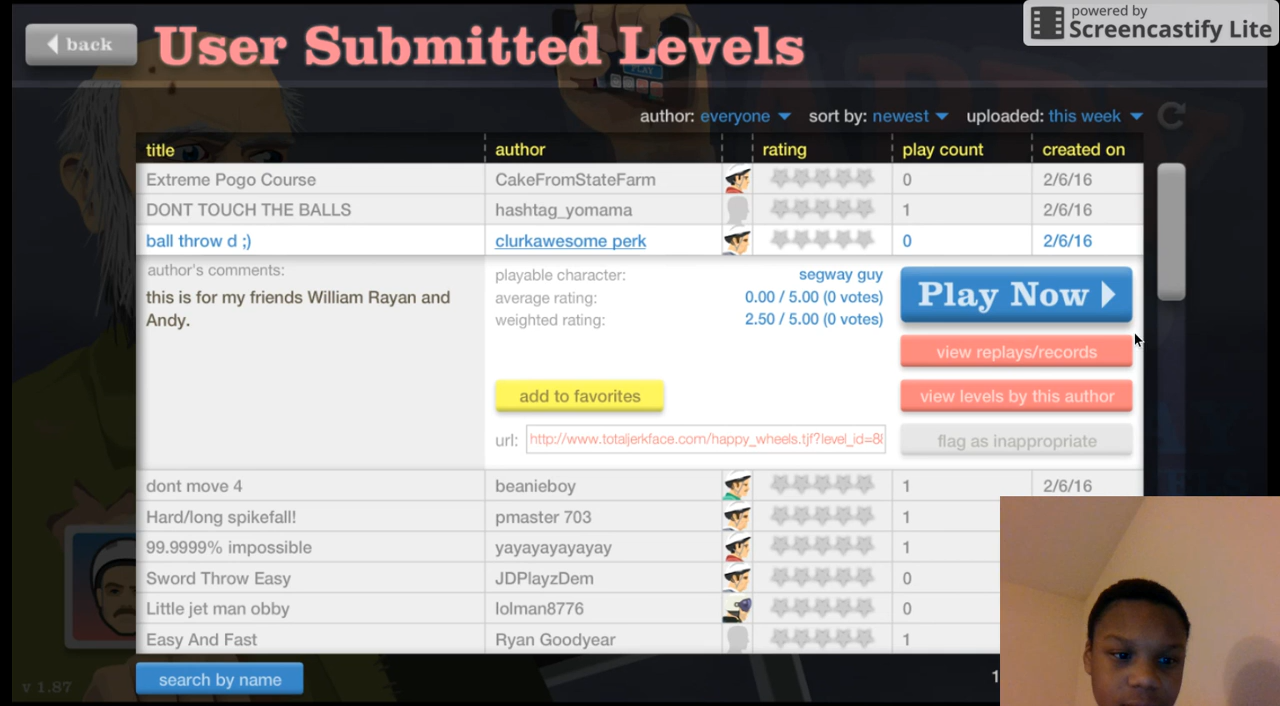 back
User Submitted Levels
powered by
Screencastify Lite
author: everyone sort by: newest uploaded: this week
title author rating play count created on
Extreme Pogo Course CakeFromStateFarm 0 2/6/16
DONT TOUCH THE BALLS hashtag_yomama 1 2/6/16
ball throw d ;) clurkawesome perk 0 2/6/16
author's comments:
this is for my friends William Rayan and
Andy.
playable character: segway guy
average rating: 0.00 / 5.00 (0 votes)
weighted rating: 2.50 / 5.00 (0 votes)
Play Now
view replays/records
add to favorites
view levels by this author
url: http://www.totaljerkface.com/happy_wheels.tjf?level_id=8
flag as inappropriate
dont move 4 beanieboy 1 2/6/16
Hard/long spikefall! pmaster 703 1
99.9999% impossible yayayayayayay 1
Sword Throw Easy JDPlayzDem 0
Little jet man obby lolman8776 0
Easy And Fast Ryan Goodyear 1
v 1.87
search by name
1